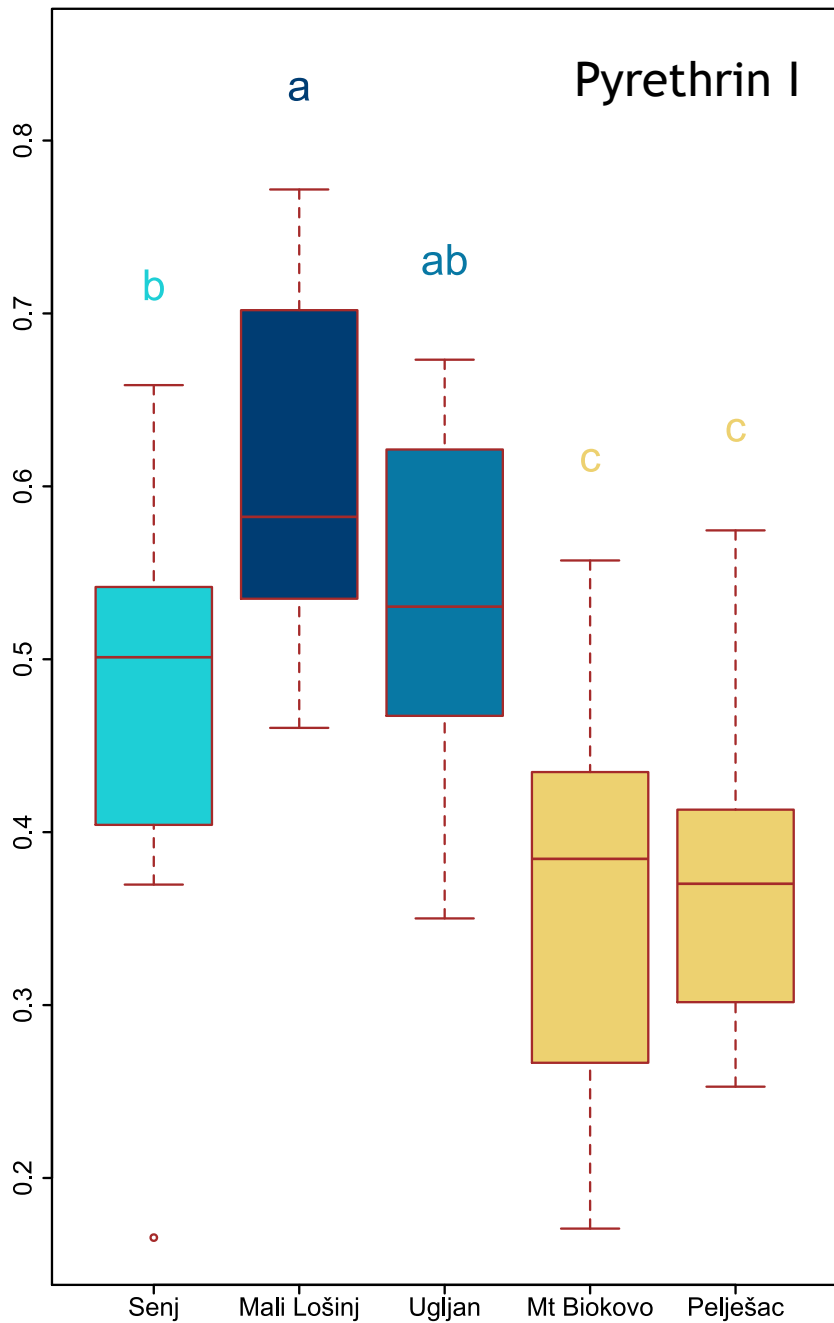 Pyrethrin I
a
b
ab
c
c
0.8
0.7
0.6
0.5
0.4
0.3
0.2
Senj Mali Lošinj Ugljan Mt Biokovo Pelješac